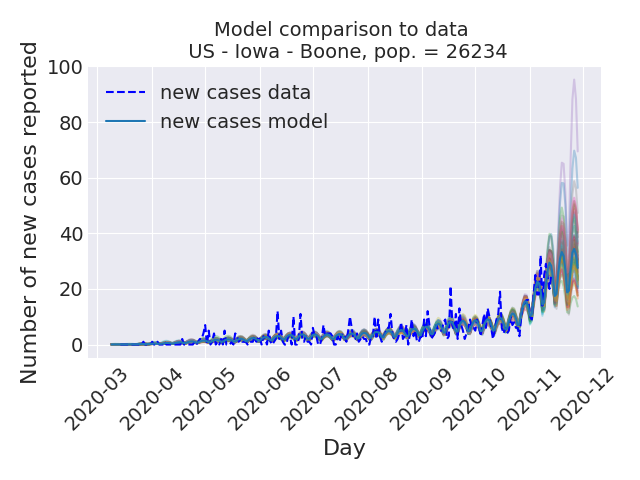 Model comparison to data
US - Iowa - Boone, pop. = 26234
Number of new cases reported
100
80
60
40
20
0
new cases data
new cases model
2020-03
2020-04
2020-05
2020-06
2020-07
2020-08
2020-09
2020-10
2020-11
2020-12
Day